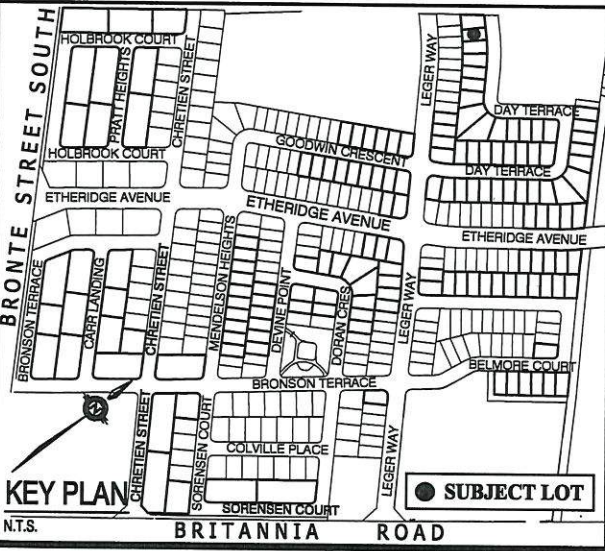 HOLBROOK COURT
PRATT HEIGHTS
CHRETIEN STREET
LEGER WAY
DAY TERRACE
BRONTE STREET SOUTH
HOLBROOK COURT
GOODWIN CRESCENT
DAY TERRACE
ETHERIDGE AVENUE
ETHERIDGE AVENUE
ETHERIDGE AVENUE
BRONSON TERRACE
CARR LANDING
CHRETIEN STREET
MENDELSON HEIGHTS
DEVINE POINT
DORAN CRES
LEGER WAY
BELMORE COURT
BRONSON TERRACE
N
CHRETIEN STREET
SORENSEN COURT
COLVILLE PLACE
LEGER WAY
KEY PLAN
SUBJECT LOT
SORENSEN COURT
N.T.S.
BRITANNIA ROAD